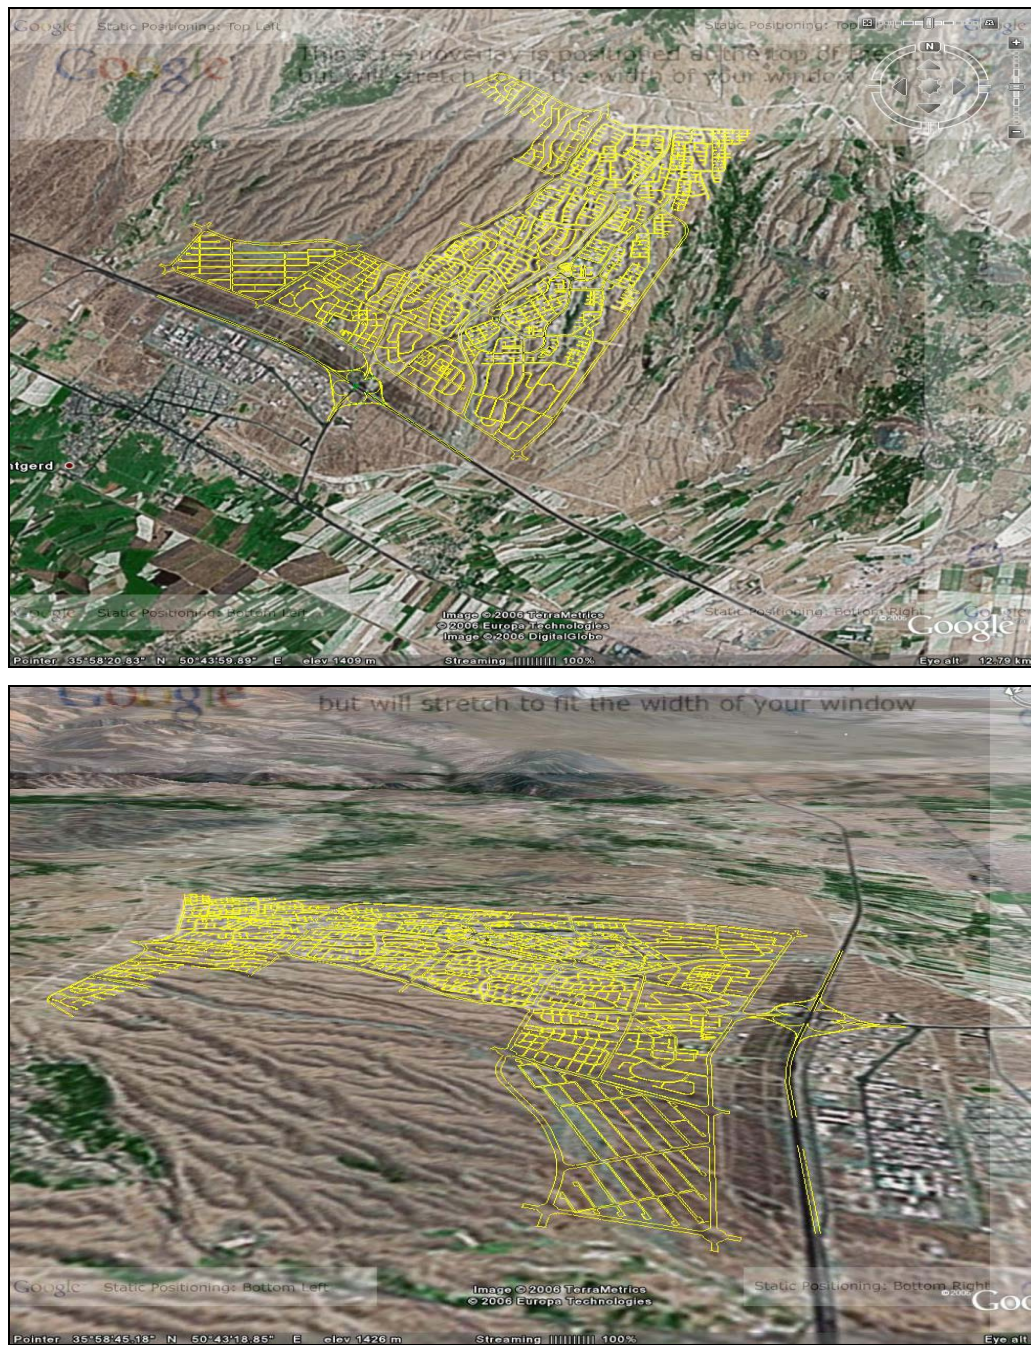 Google Static Positioning: Top Left
Static Positioning: Top
Google
but will stretch to fit the width of your window
N
ntgerd
Static Positioning: Bottom Left
Static Positioning: Bottom Right
Image © 2006 TerraMetrics
© 2006 Europa Technologies
Image © 2006 DigitalGlobe
© 2006 Google
Pointer 35°58'20.83" N 50°43'59.89" E elev 1409 m Streaming |||||||||| 100% Eye alt 12.79 km
Google
but will stretch to fit the width of your window
Google Static Positioning: Bottom Left
Static Positioning: Bottom Right
Image © 2006 TerraMetrics
© 2006 Europa Technologies
© 2006 Goo
Pointer 35°58'45.18" N 50°43'18.85" E elev 1426 m Streaming |||||||||| 100% Eye alt